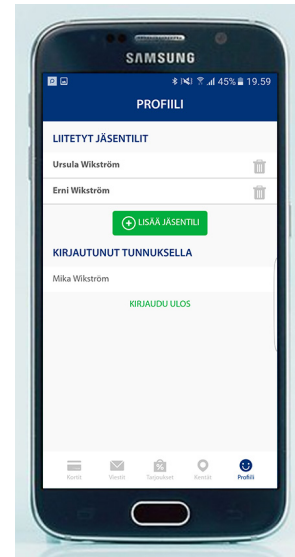 SAMSUNG
45% 19.59
PROFIILI
LIITETYT JÄSENTILIT
Ursula Wikström
Erni Wikström
LISÄÄ JÄSENTILI
KIRJAUTUNUT TUNNUKSELLA
Mika Wikström
KIRJAUDU ULOS
Kortit Viestit Tarjoukset Rennät Profiili